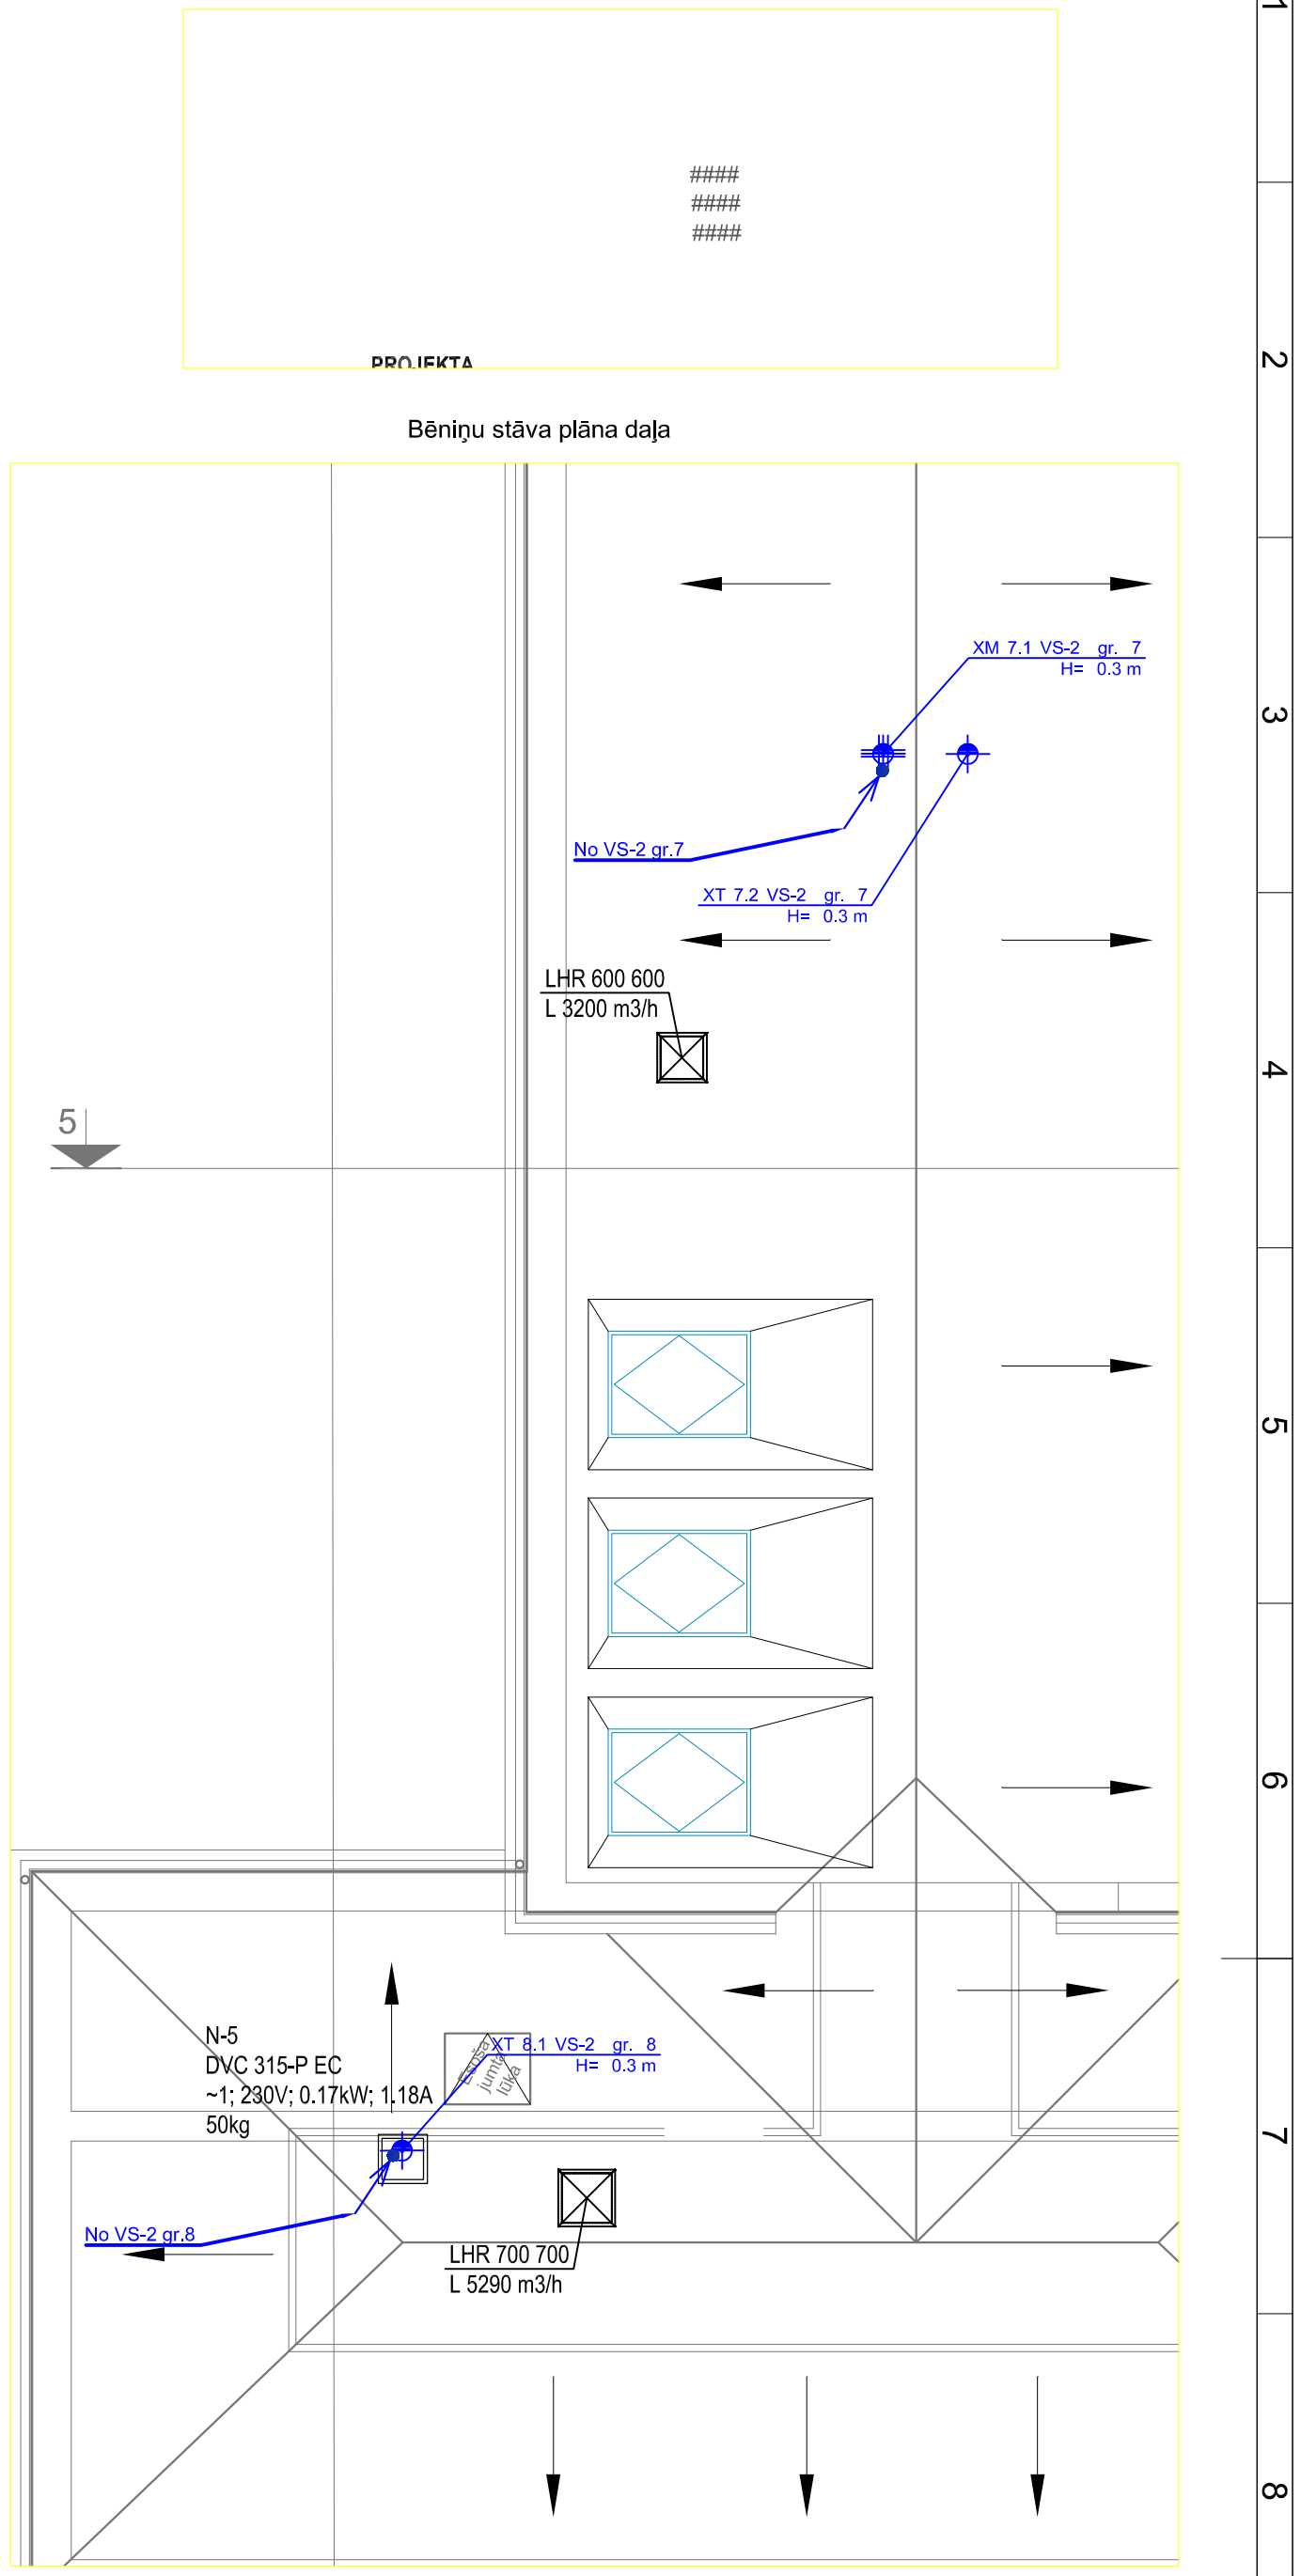 1
####
####
####
2
PROJEKTA
Bēniņu stāva plāna daļa
XM 7.1 VS-2 gr. 7
H= 0.3 m
3
No VS-2 gr.7
XT 7.2 VS-2 gr. 7
H= 0.3 m
LHR 600 600
L 3200 m3/h
4
5
5
6
N-5
DVC 315-P EC
~1; 230V; 0.17kW; 1.18A
50kg
Esoša
jumta
lūka
XT 8.1 VS-2 gr. 8
H= 0.3 m
7
No VS-2 gr.8
LHR 700 700
L 5290 m3/h
8